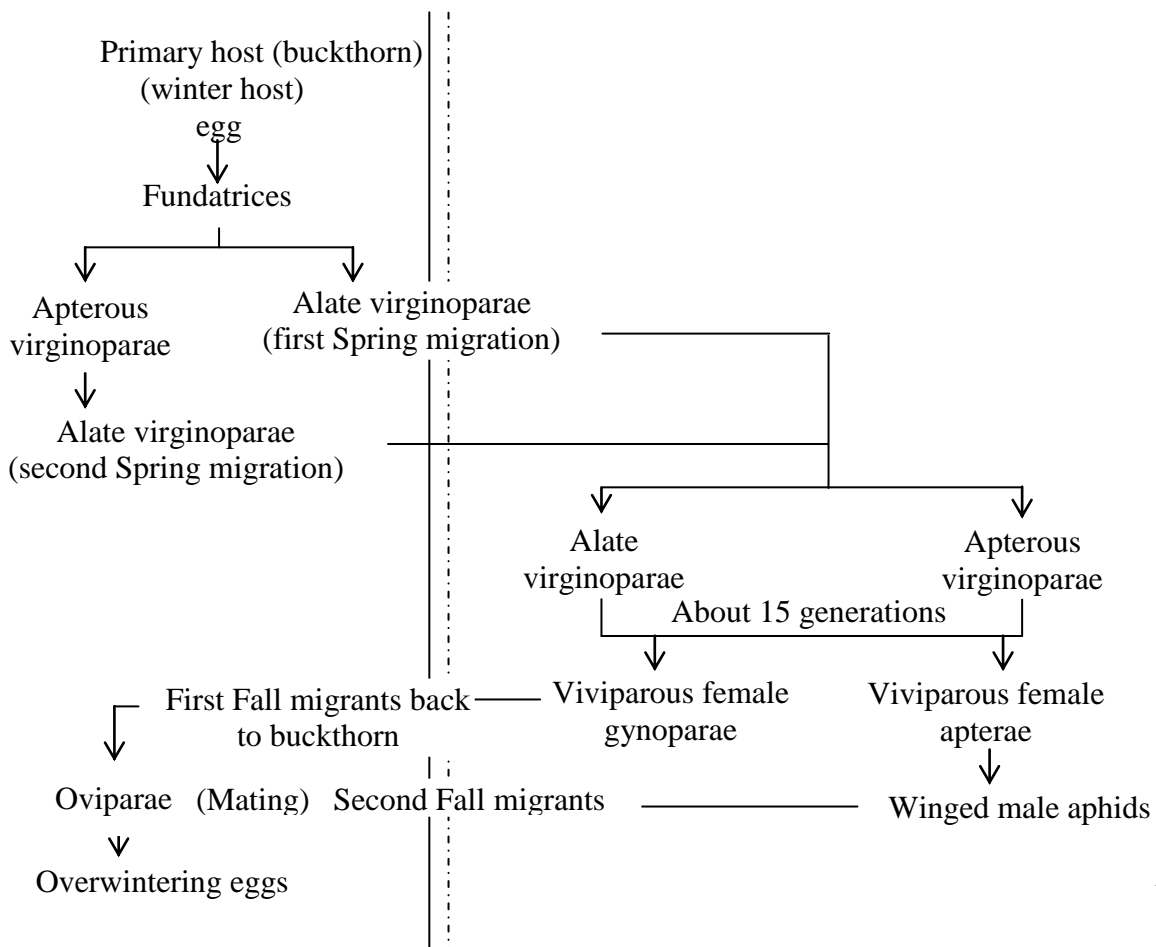 Primary host (buckthorn)
(winter host)
egg
Fundatrices
Apterous
virginoparae
Alate virginoparae
(first Spring migration)
Alate virginoparae
(second Spring migration)
Alate
virginoparae
Apterous
virginoparae
About 15 generations
First Fall migrants back
to buckthorn
Viviparous female
gynoparae
Viviparous female
apterae
Oviparae (Mating) Second Fall migrants
Winged male aphids
Overwintering eggs